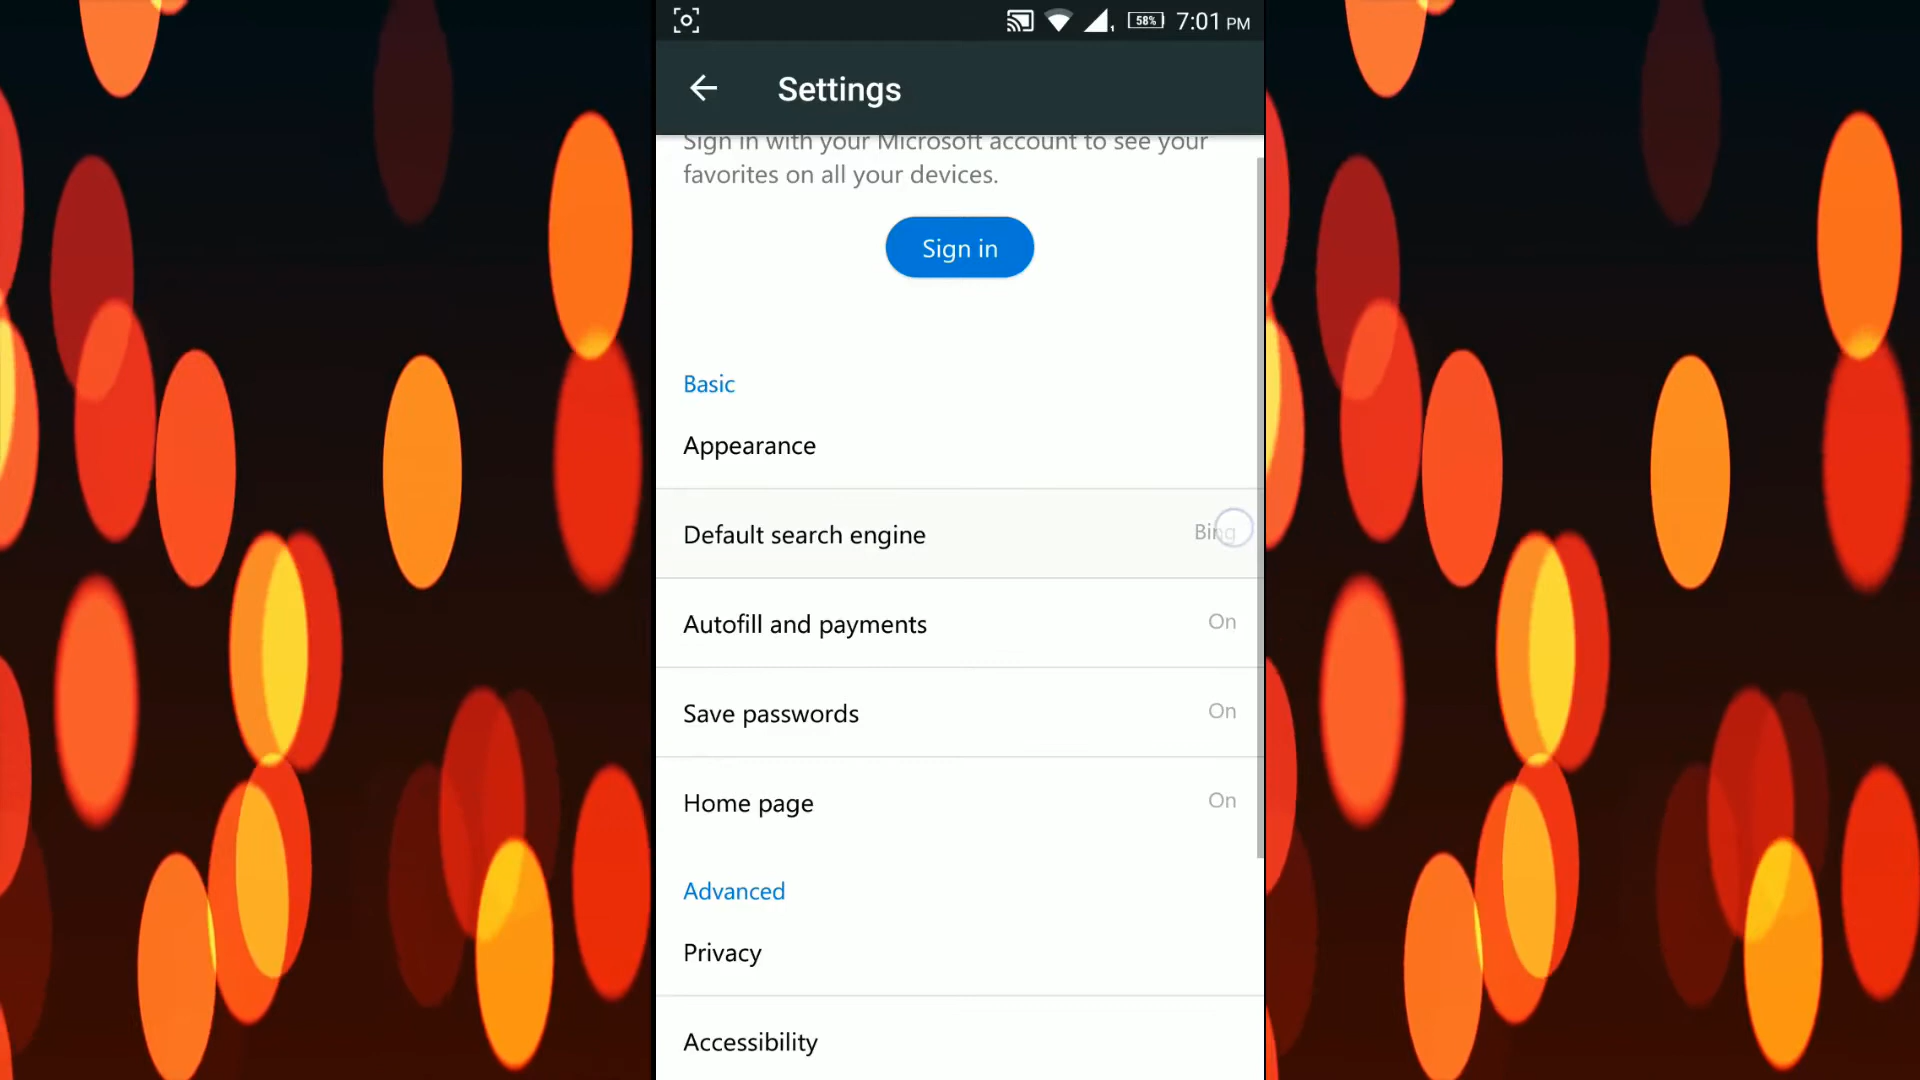 58% 7:01 PM
Settings
Sign in with your Microsoft account to see your
favorites on all your devices.
Sign in
Basic
Appearance
Default search engine Bing
Autofill and payments On
Save passwords On
Home page On
Advanced
Privacy
Accessibility